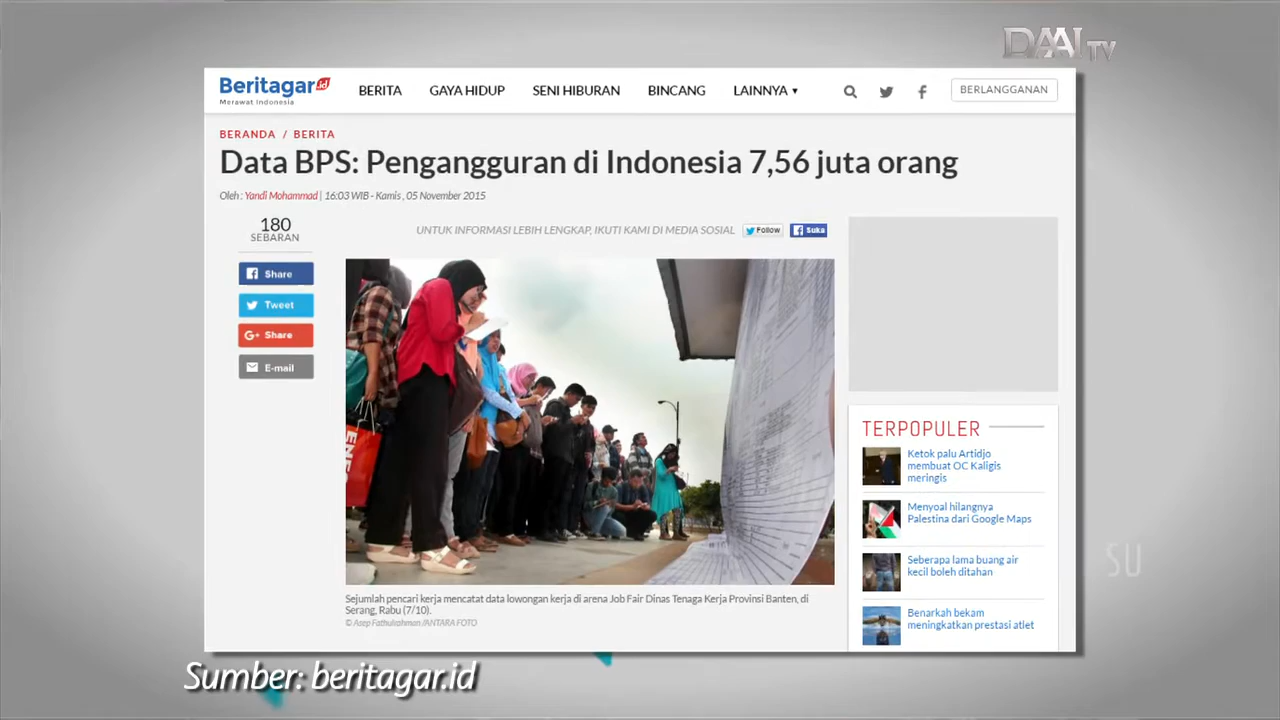 DAAI TV
Beritagar.id
Merawat Indonesia
BERITA GAYA HIDUP SENI HIBURAN BINCANG LAINNYA BERLANGGANAN
BERANDA / BERITA
Data BPS: Pengangguran di Indonesia 7,56 juta orang
Oleh : Yandi Mohammad | 16:03 WIB - Kamis , 05 November 2015
180
SEBARAN
UNTUK INFORMASI LEBIH LENGKAP, IKUTI KAMI DI MEDIA SOSIAL Follow Suka
Share
Tweet
Share
E-mail
Sejumlah pencari kerja mencatat data lowongan kerja di arena Job Fair Dinas Tenaga Kerja Provinsi Banten, di
Serang, Rabu (7/10).
© Asep Fathulrahman /ANTARA FOTO
TERPOPULER
Ketok palu Artidjo
membuat OC Kaligis
meringis
Menyoal hilangnya
Palestina dari Google Maps
Seberapa lama buang air
kecil boleh ditahan
Benarkah bekam
meningkatkan prestasi atlet
SU
Sumber: beritagar.id